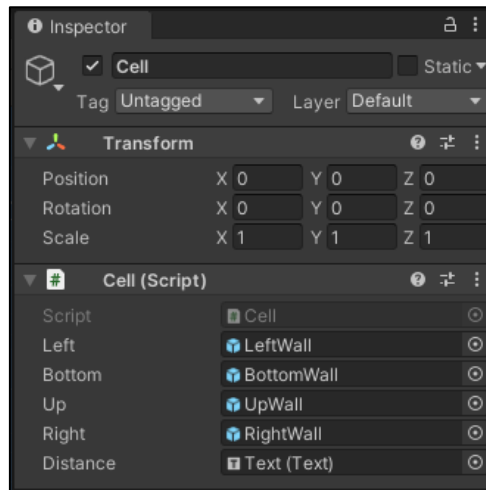 Inspector
Cell Static
Tag Untagged Layer Default
Transform
Position X 0 Y 0 Z 0
Rotation X 0 Y 0 Z 0
Scale X 1 Y 1 Z 1
# Cell (Script)
Script # Cell
Left LeftWall
Bottom BottomWall
Up UpWall
Right RightWall
Distance T Text (Text)